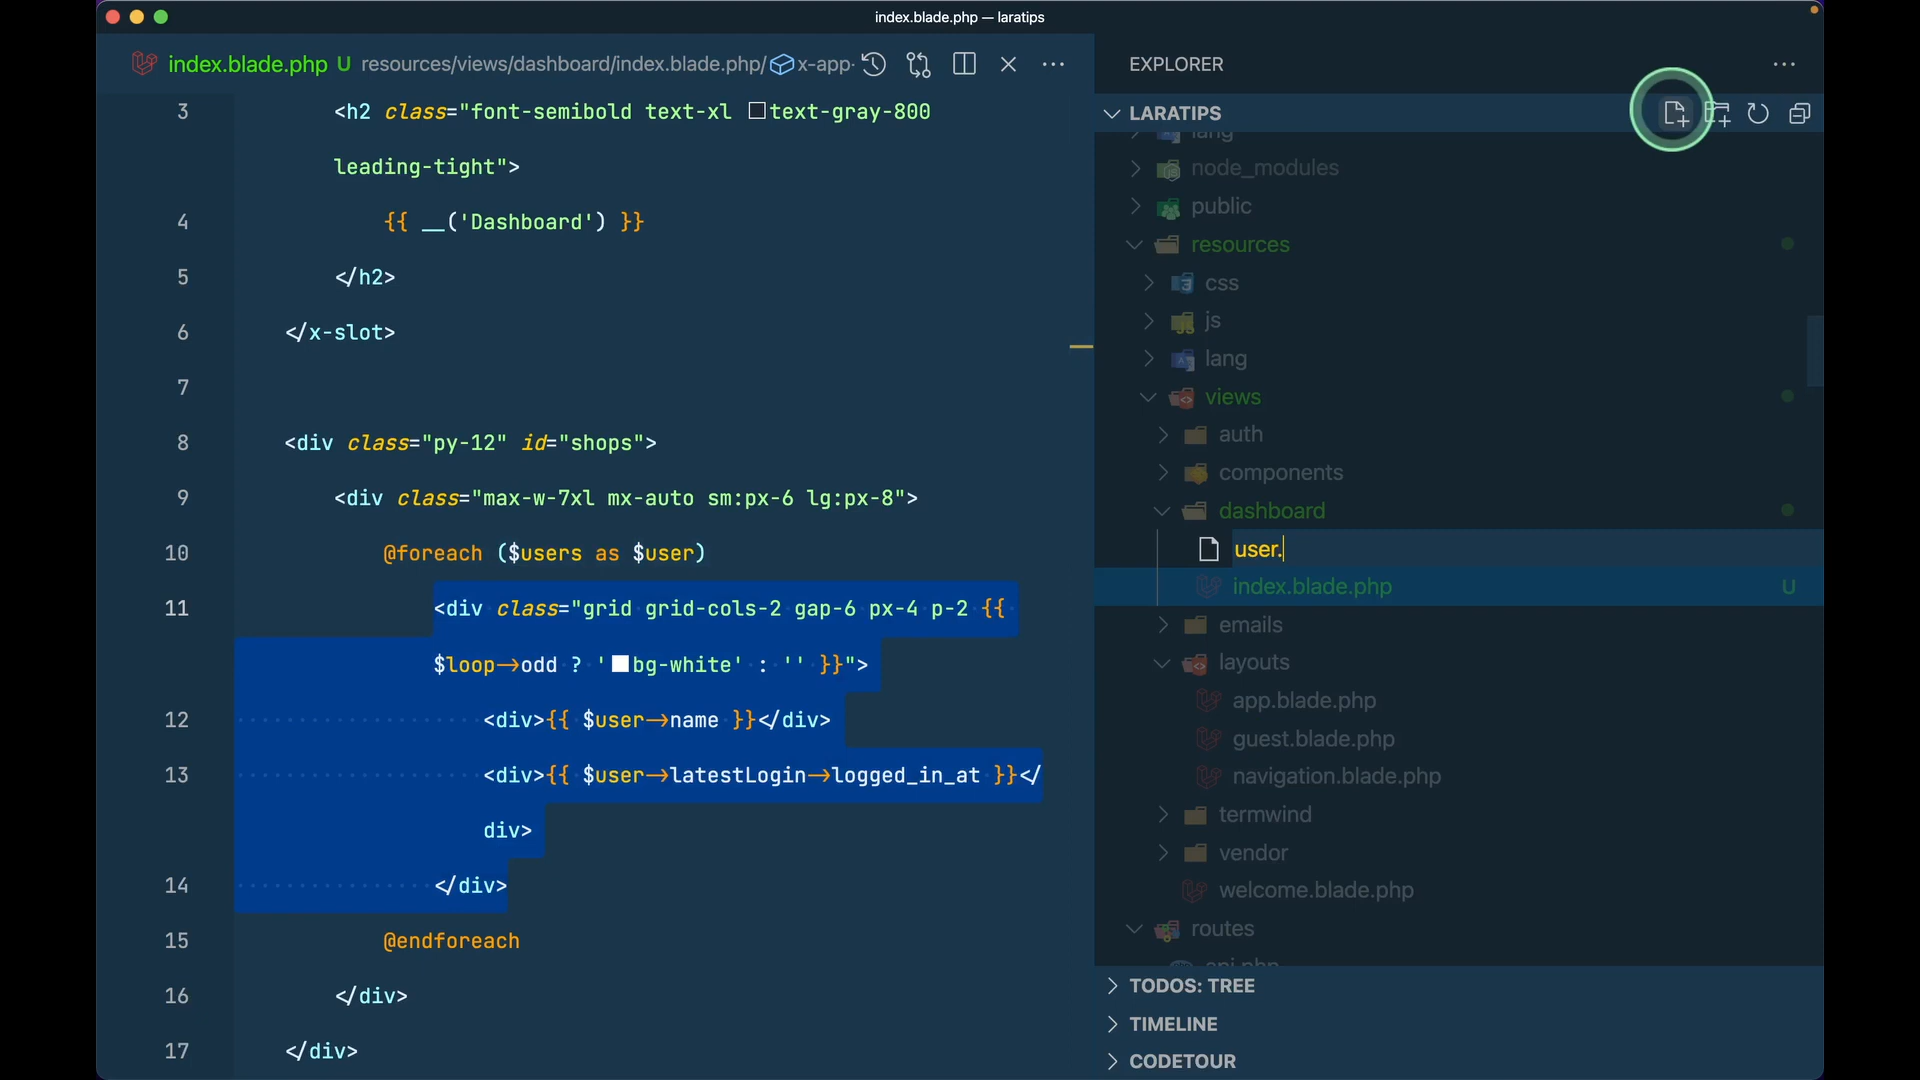 index.blade.php — laratips
index.blade.php U resources/views/dashboard/index.blade.php/ x-app-
3 <h2 class="font-semibold text-xl text-gray-800
leading-tight">
4 {{ __('Dashboard') }}
5 </h2>
6 </x-slot>
7
8 <div class="py-12" id="shops">
9 <div class="max-w-7xl mx-auto sm:px-6 lg:px-8">
10 @foreach ($users as $user)
11 <div class="grid grid-cols-2 gap-6 px-4 p-2 {{
$loop->odd ? 'bg-white' : '' }}">
12 <div>{{ $user->name }}</div>
13 <div>{{ $user->latestLogin->logged_in_at }}</
div>
14 </div>
15 @endforeach
16 </div>
17 </div>
EXPLORER
LARATIPS
lang
node_modules
public
resources
css
js
lang
views
auth
components
dashboard
user.
index.blade.php U
emails
layouts
app.blade.php
guest.blade.php
navigation.blade.php
termwind
vendor
welcome.blade.php
routes
api.php
TODOS: TREE
TIMELINE
CODETOUR